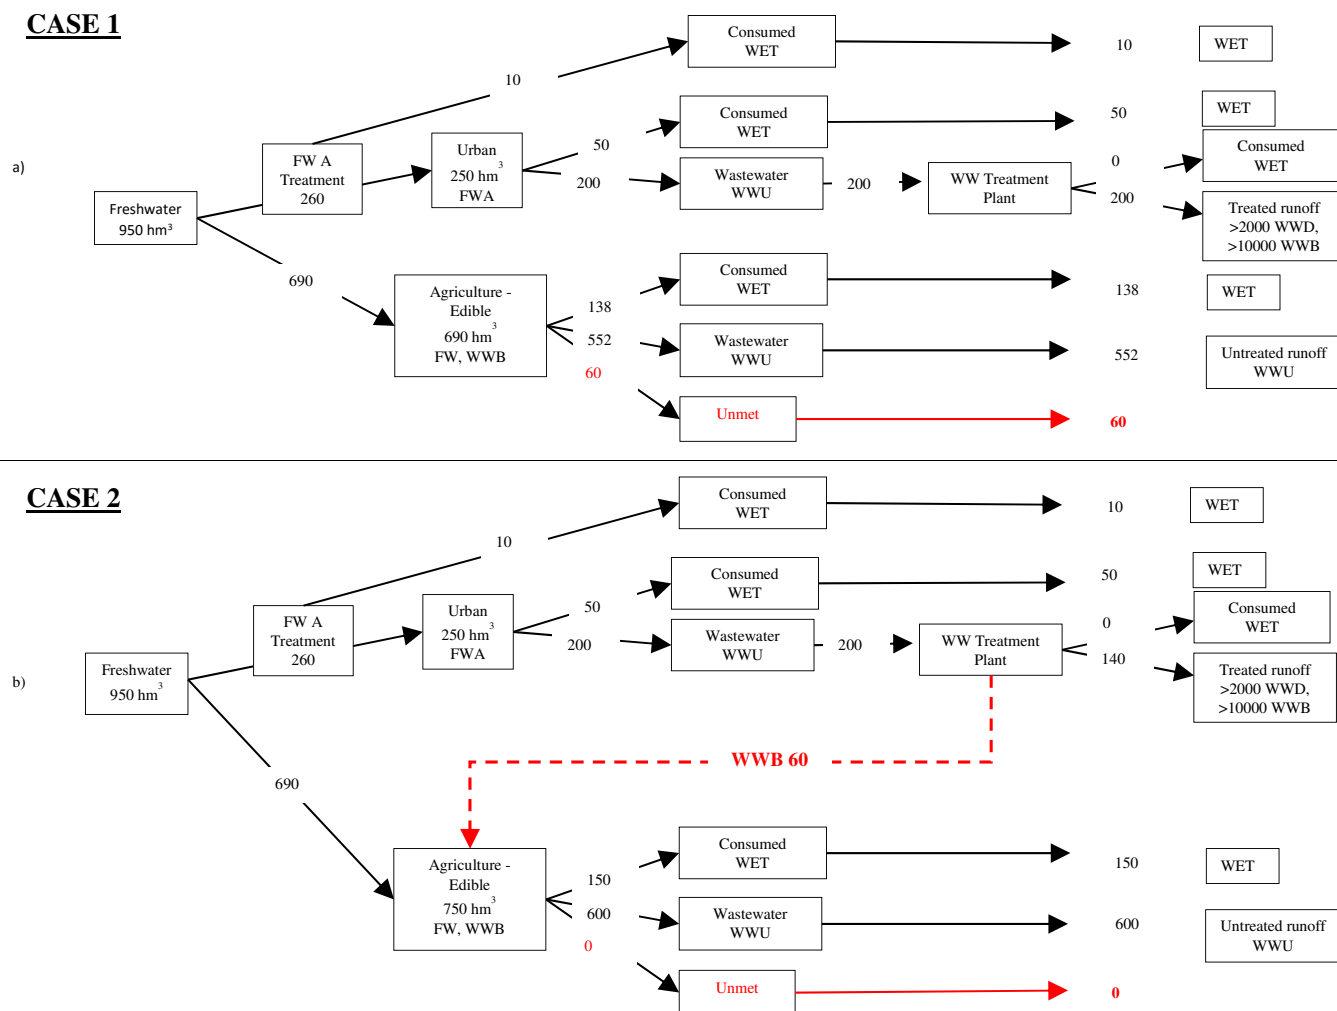 CASE 1
a)
Freshwater
950 hm³
FW A
Treatment
260
10
Urban
250 hm³
FWA
50
200
690
Agriculture -
Edible
690 hm³
FW, WWB
138
552
60
Consumed
WET
10
WET
Consumed
WET
50
WET
Wastewater
WWU
200
WW Treatment
Plant
0
200
Consumed
WET
Treated runoff
>2000 WWD,
>10000 WWB
Consumed
WET
138
WET
Wastewater
WWU
552
Untreated runoff
WWU
Unmet
60
CASE 2
b)
Freshwater
950 hm³
FW A
Treatment
260
10
Urban
250 hm³
FWA
50
200
690
Consumed
WET
10
WET
Consumed
WET
50
WET
Wastewater
WWU
200
WW Treatment
Plant
0
140
Consumed
WET
Treated runoff
>2000 WWD,
>10000 WWB
WWB 60
Agriculture -
Edible
750 hm³
FW, WWB
150
600
0
Consumed
WET
150
WET
Wastewater
WWU
600
Untreated runoff
WWU
Unmet
0